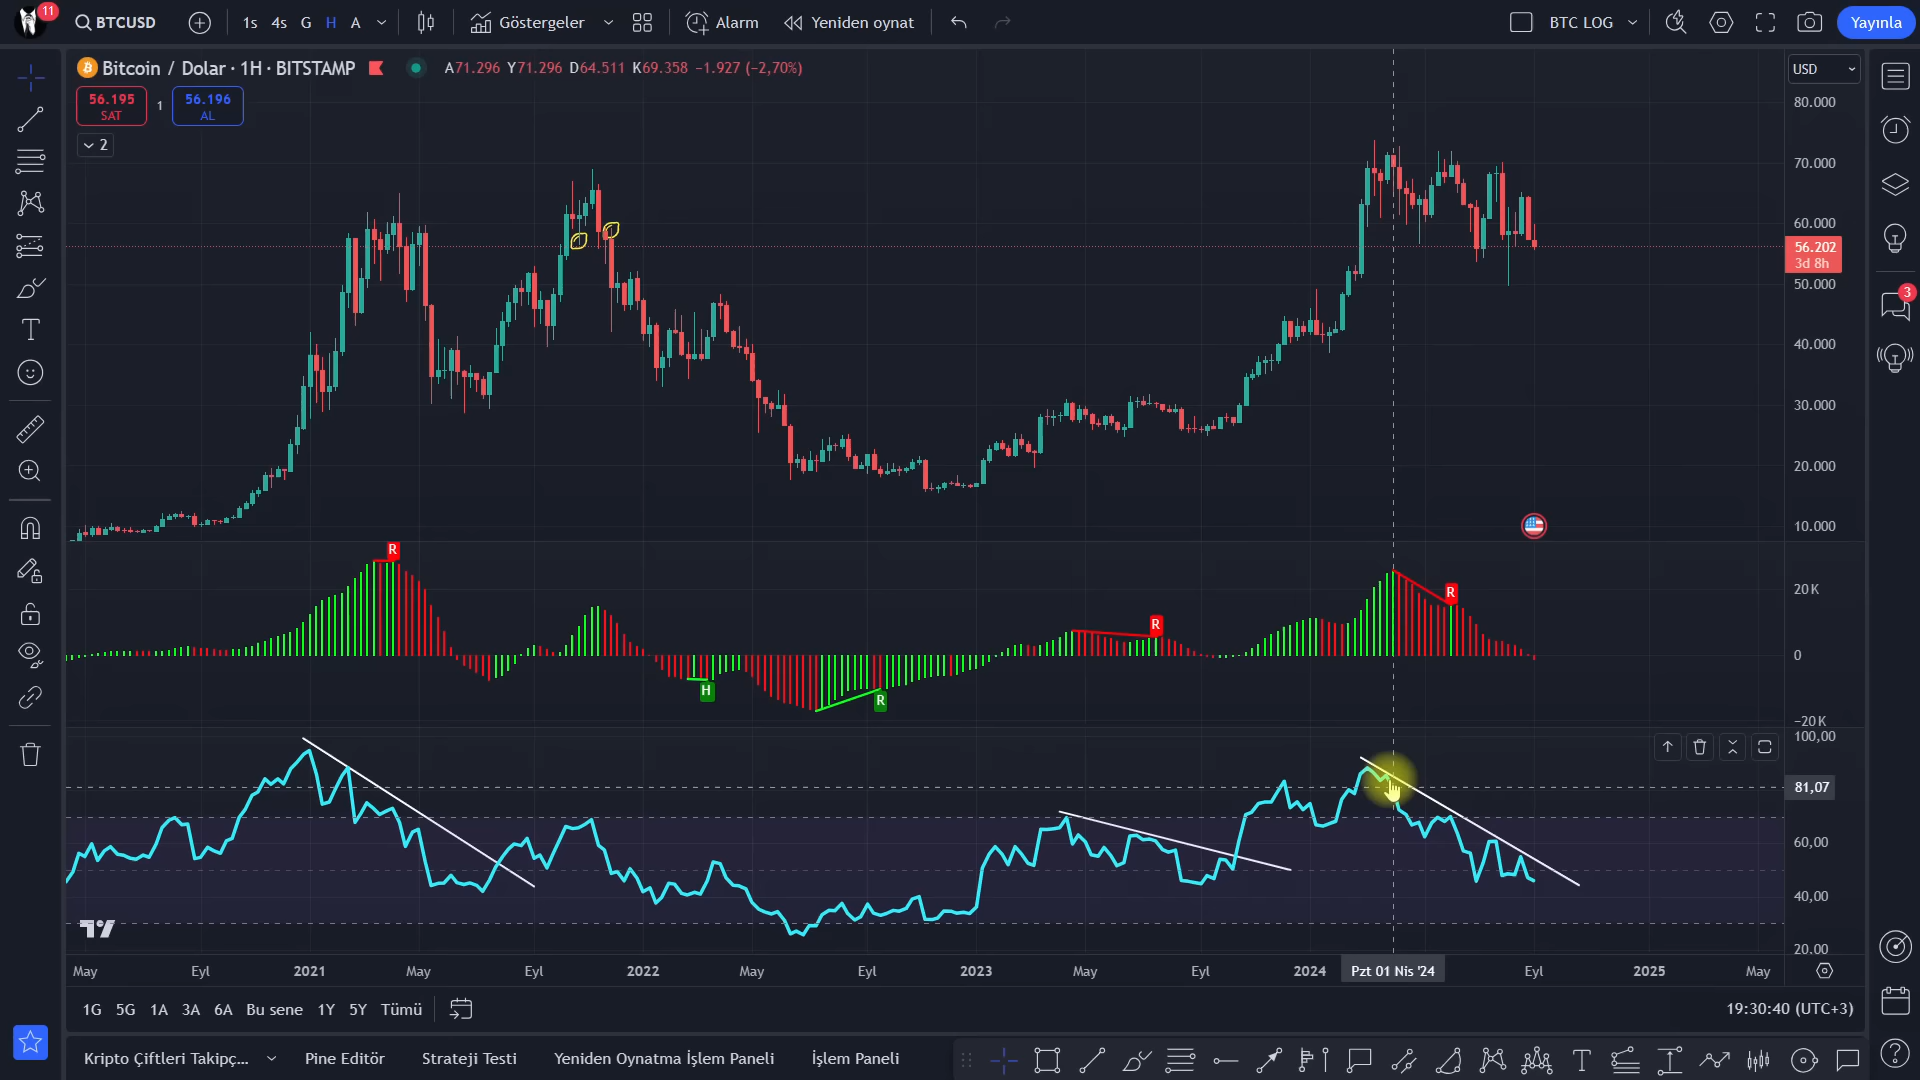 11
BTCUSD
1s 4s G H A
Göstergeler
Alarm
Yeniden oynat
BTC LOG
Yayınla
Bitcoin / Dolar · 1H · BITSTAMP
A71.296 Y71.296 D64.511 K69.358 −1.927 (−2,70%)
USD
56.195
SAT
1
56.196
AL
2
80.000
70.000
60.000
56.202
3d 8h
50.000
40.000
30.000
20.000
10.000
3
R
R
R
H
R
20K
0
−20K
100,00
81,07
60,00
40,00
20.00
May Eyl 2021 May Eyl 2022 May Eyl 2023 May Eyl 2024 Pzt 01 Nis '24 Eyl 2025 May
1G 5G 1A 3A 6A Bu sene 1Y 5Y Tümü
19:30:40 (UTC+3)
Kripto Çiftleri Takipç... Pine Editör Strateji Testi Yeniden Oynatma İşlem Paneli İşlem Paneli